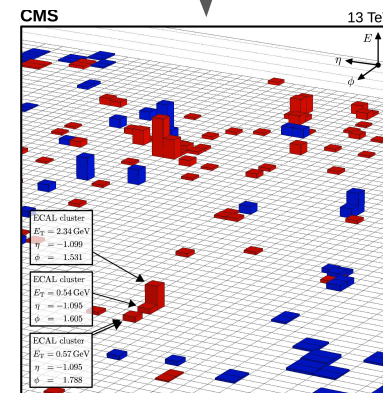 CMS
13 Te
E
η
ϕ
ECAL cluster
E_T = 2.34 GeV
η = −1.099
ϕ = 1.531
ECAL cluster
E_T = 0.54 GeV
η = −1.095
ϕ = 1.605
ECAL cluster
E_T = 0.57 GeV
η = −1.095
ϕ = 1.788